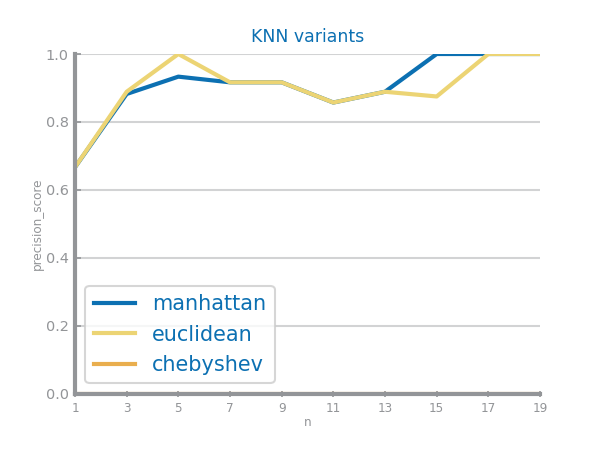 KNN variants
precision_score
1.0
0.8
0.6
0.4
0.2
0.0
manhattan
euclidean
chebyshev
1 3 5 7 9 11 13 15 17 19
n